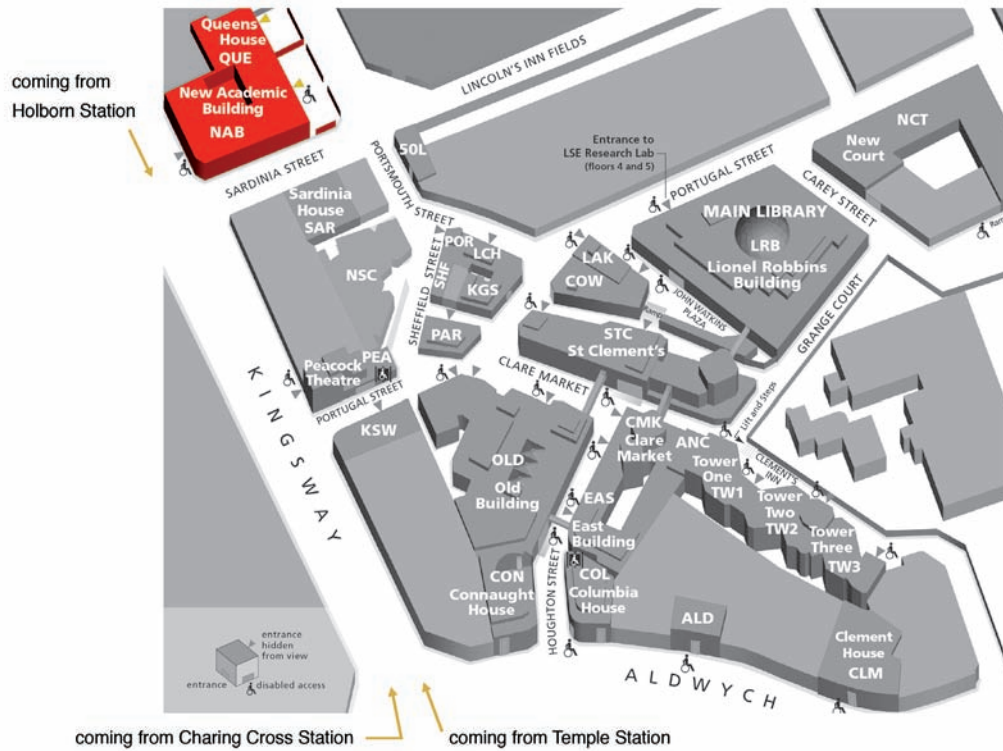 Queens
House
QUE
New Academic
Building
NAB
coming from
Holborn Station
SARDINIA STREET
LINCOLN'S INN FIELDS
50L
PORTSMOUTH STREET
Entrance to
LSE Research Lab
(floors 4 and 5)
PORTUGAL STREET
NCT
New
Court
CAREY STREET
Ramp
Sardinia
House
SAR
NSC
SHEFFIELD STREET
POR
LCH
SHF
KGS
PAR
LAK
COW
MAIN LIBRARY
LRB
Lionel Robbins
Building
JOHN WATKINS
PLAZA
Ramp
GRANGE COURT
STC
St Clement's
CLARE MARKET
PEA
Peacock
Theatre
PORTUGAL STREET
KINGSWAY
KSW
OLD
Old
Building
CMK
Clare
Market
ANC
Lift and Steps
CLEMENT'S
INN
Tower
One
TW1
Tower
Two
TW2
Tower
Three
TW3
EAS
East
Building
CON
Connaught
House
HOUGHTON STREET
COL
Columbia
House
ALD
Clement
House
CLM
ALDWYCH
entrance
hidden
from view
entrance
disabled access
coming from Charing Cross Station
coming from Temple Station